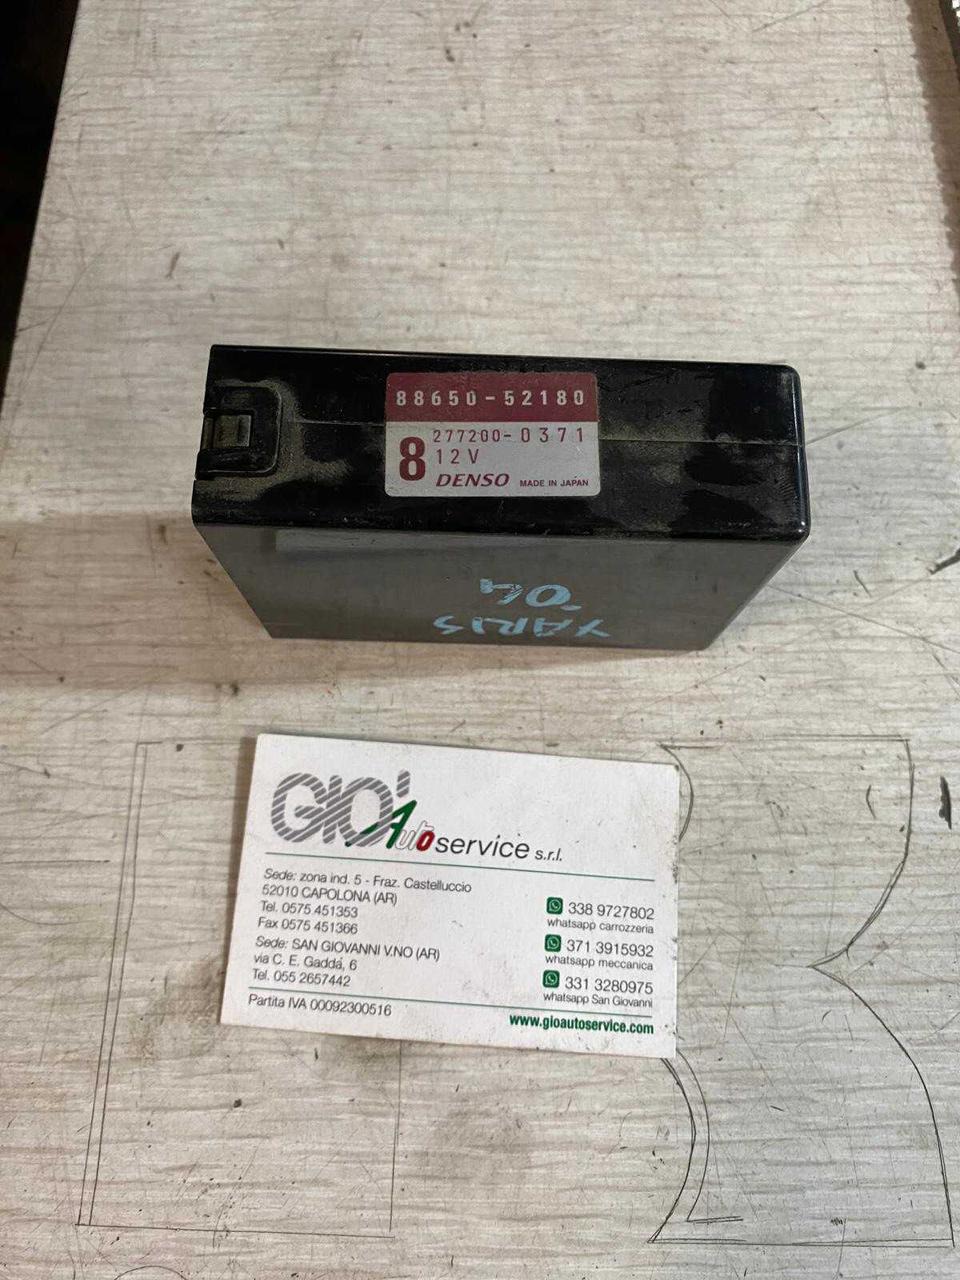 88650-52180
8
277200-0371
12V
DENSO MADE IN JAPAN
YARIS
'04
GIO' Autoservice s.r.l.
Sede: zona ind. 5 - Fraz. Castelluccio
52010 CAPOLONA (AR)
Tel. 0575 451353
Fax 0575 451366
Sede: SAN GIOVANNI V.NO (AR)
via C. E. Gadda, 6
Tel. 055 2657442
Partita IVA 00092300516
338 9727802
whatsapp carrozzeria
371 3915932
whatsapp meccanica
331 3280975
whatsapp San Giovanni
www.gioautoservice.com